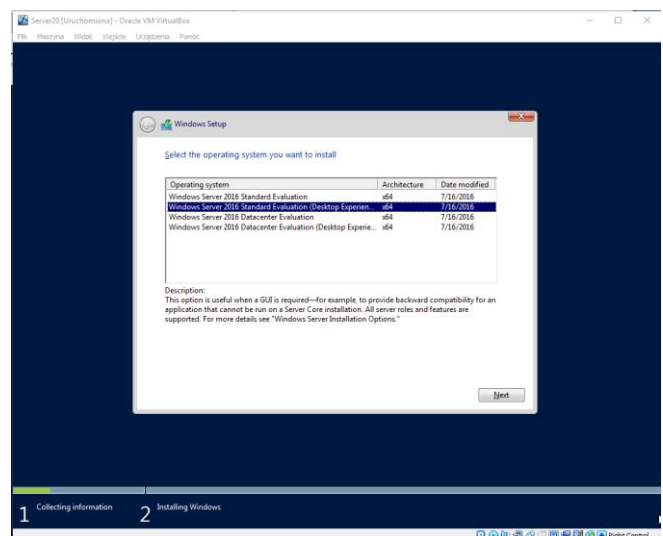 Server20 [Uruchomiona] - Oracle VM VirtualBox
Plik Maszyna Widok Wejście Urządzenia Pomoc
Windows Setup
Select the operating system you want to install
Operating system Architecture Date modified
Windows Server 2016 Standard Evaluation x64 7/16/2016
Windows Server 2016 Standard Evaluation (Desktop Experien... x64 7/16/2016
Windows Server 2016 Datacenter Evaluation x64 7/16/2016
Windows Server 2016 Datacenter Evaluation (Desktop Experie... x64 7/16/2016
Description:
This option is useful when a GUI is required—for example, to provide backward compatibility for an
application that cannot be run on a Server Core installation. All server roles and features are
supported. For more details see "Windows Server Installation Options."
Next
1 Collecting information 2 Installing Windows
Right Control